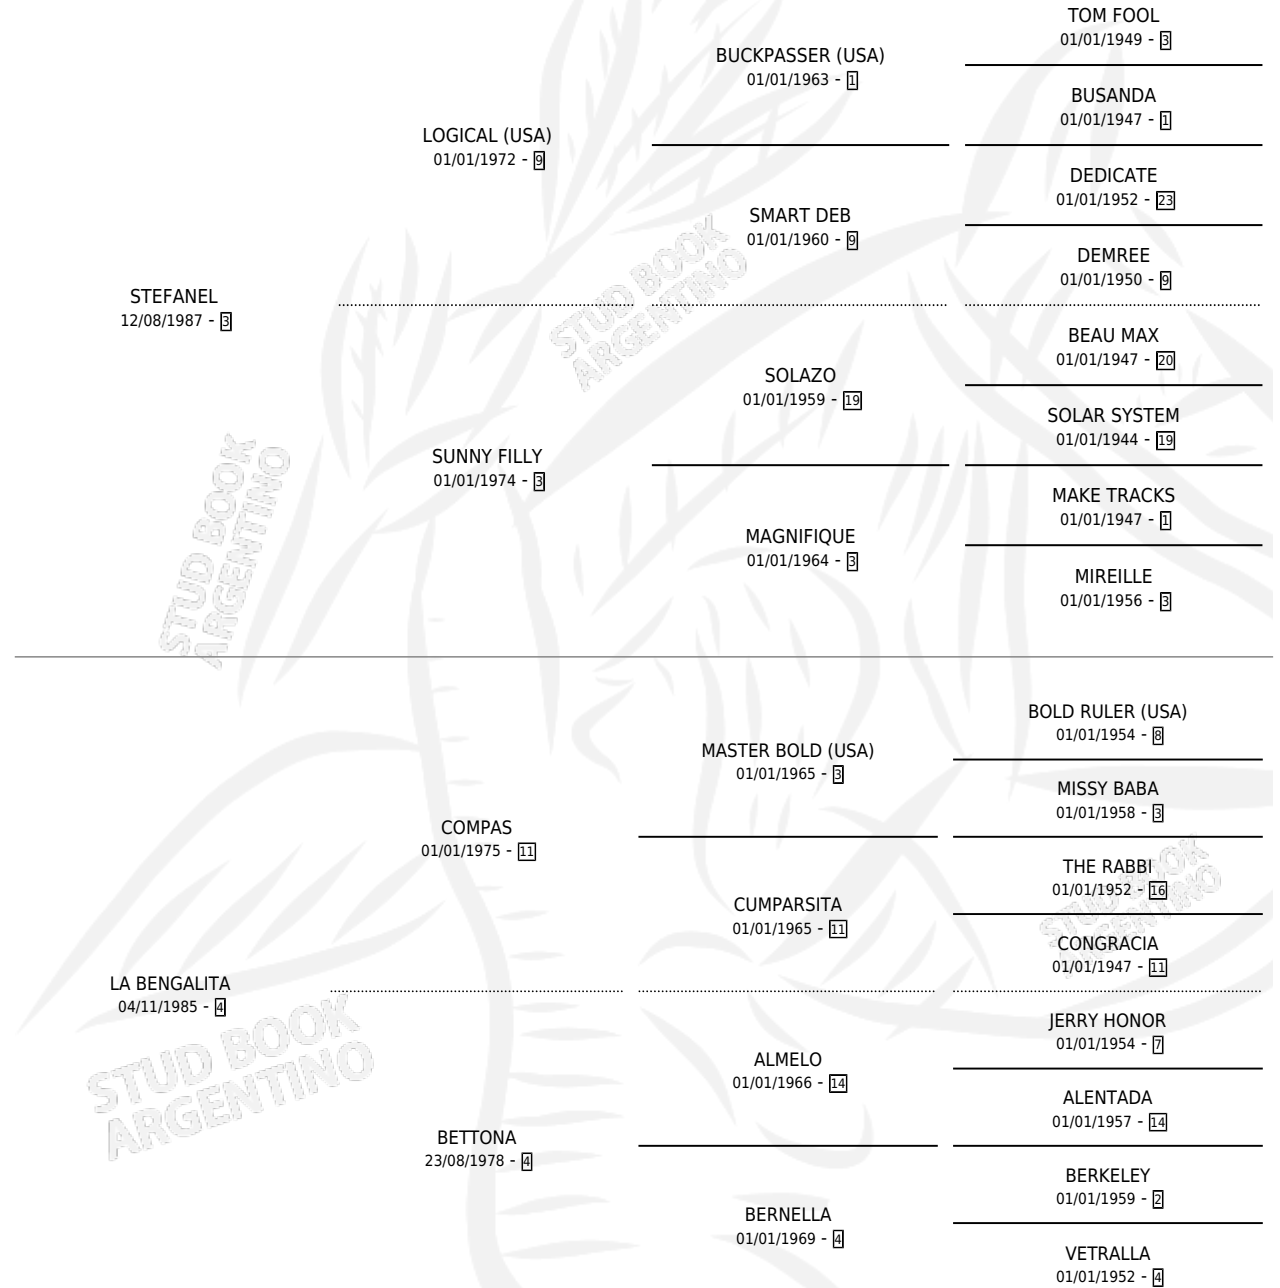 TOM FOOL
01/01/1949 - 3
BUCKPASSER (USA)
01/01/1963 - 1
BUSANDA
01/01/1947 - 1
LOGICAL (USA)
01/01/1972 - 9
DEDICATE
01/01/1952 - 23
SMART DEB
01/01/1960 - 9
DEMREE
01/01/1950 - 9
STUD BOOK
ARGENTINO
STEFANEL
12/08/1987 - 3
BEAU MAX
01/01/1947 - 20
SOLAZO
01/01/1959 - 19
SOLAR SYSTEM
01/01/1944 - 19
SUNNY FILLY
01/01/1974 - 3
MAKE TRACKS
01/01/1947 - 1
MAGNIFIQUE
01/01/1964 - 3
MIREILLE
01/01/1956 - 3
STUD BOOK
ARGENTINO
BOLD RULER (USA)
01/01/1954 - 8
MASTER BOLD (USA)
01/01/1965 - 3
MISSY BABA
01/01/1958 - 3
COMPAS
01/01/1975 - 11
THE RABBI
01/01/1952 - 16
CUMPARSITA
01/01/1965 - 11
STUD BOOK
ARGENTINO
CONGRACIA
01/01/1947 - 11
LA BENGALITA
04/11/1985 - 4
JERRY HONOR
01/01/1954 - 7
ALMELO
01/01/1966 - 14
ALENTADA
01/01/1957 - 14
STUD BOOK
ARGENTINO
BETTONA
23/08/1978 - 4
BERKELEY
01/01/1959 - 2
BERNELLA
01/01/1969 - 4
VETRALLA
01/01/1952 - 4